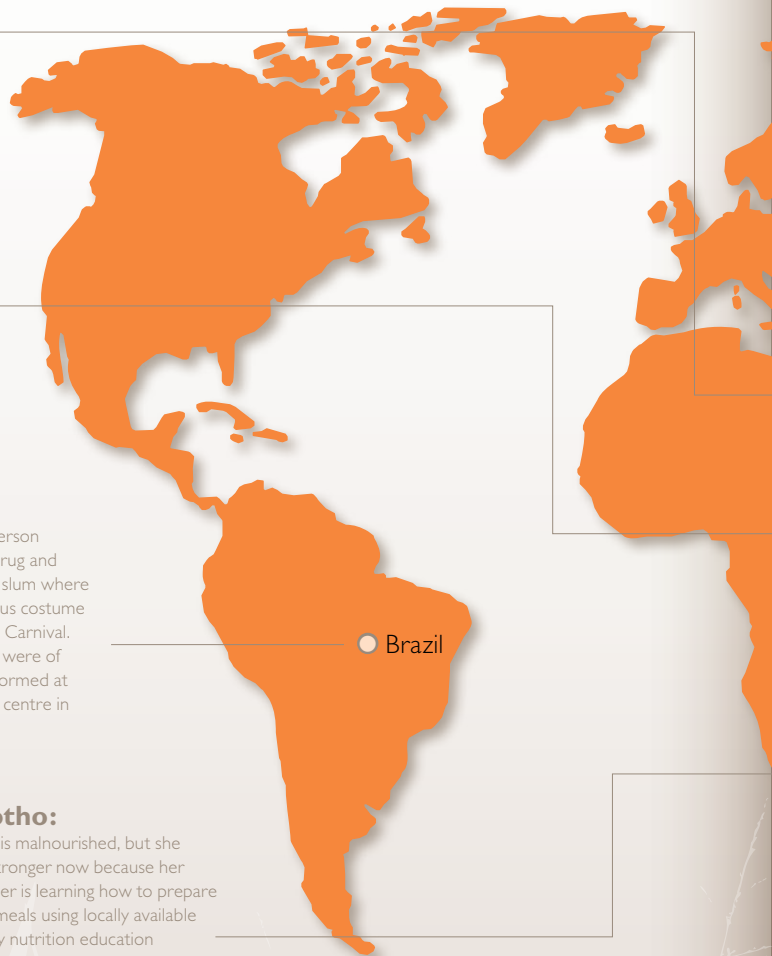 erson
rug and
slum where
us costume
Carnival.
were of
ormed at
centre in
Brazil
otho:
is malnourished, but she
tronger now because her
er is learning how to prepare
meals using locally available
y nutrition education